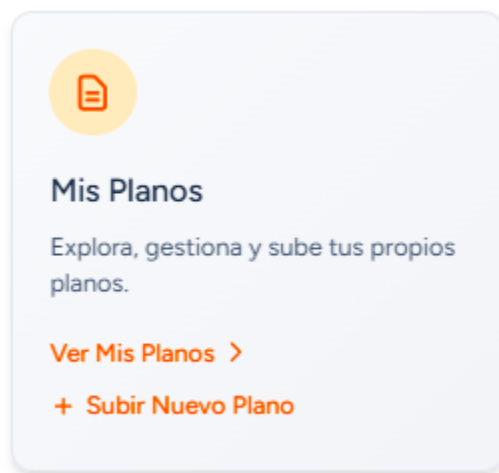 Mis Planos
Explora, gestiona y sube tus propios
planos.
Ver Mis Planos >
+ Subir Nuevo Plano